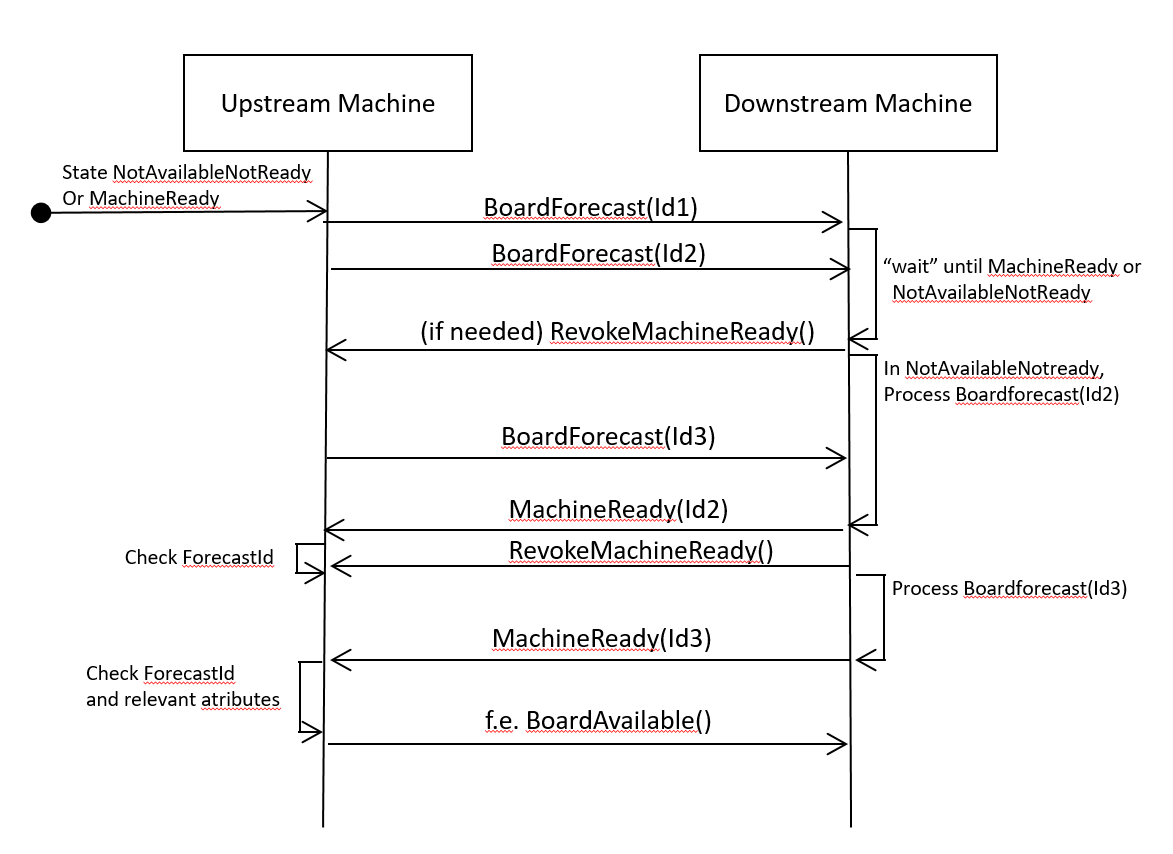 Upstream Machine
Downstream Machine
State NotAvailableNotReady
Or MachineReady
BoardForecast(Id1)
BoardForecast(Id2)
“wait” until MachineReady or
NotAvailableNotReady
(if needed) RevokeMachineReady()
In NotAvailableNotready,
Process Boardforecast(Id2)
BoardForecast(Id3)
MachineReady(Id2)
Check ForecastId
RevokeMachineReady()
Process Boardforecast(Id3)
MachineReady(Id3)
Check ForecastId
and relevant atributes
f.e. BoardAvailable()